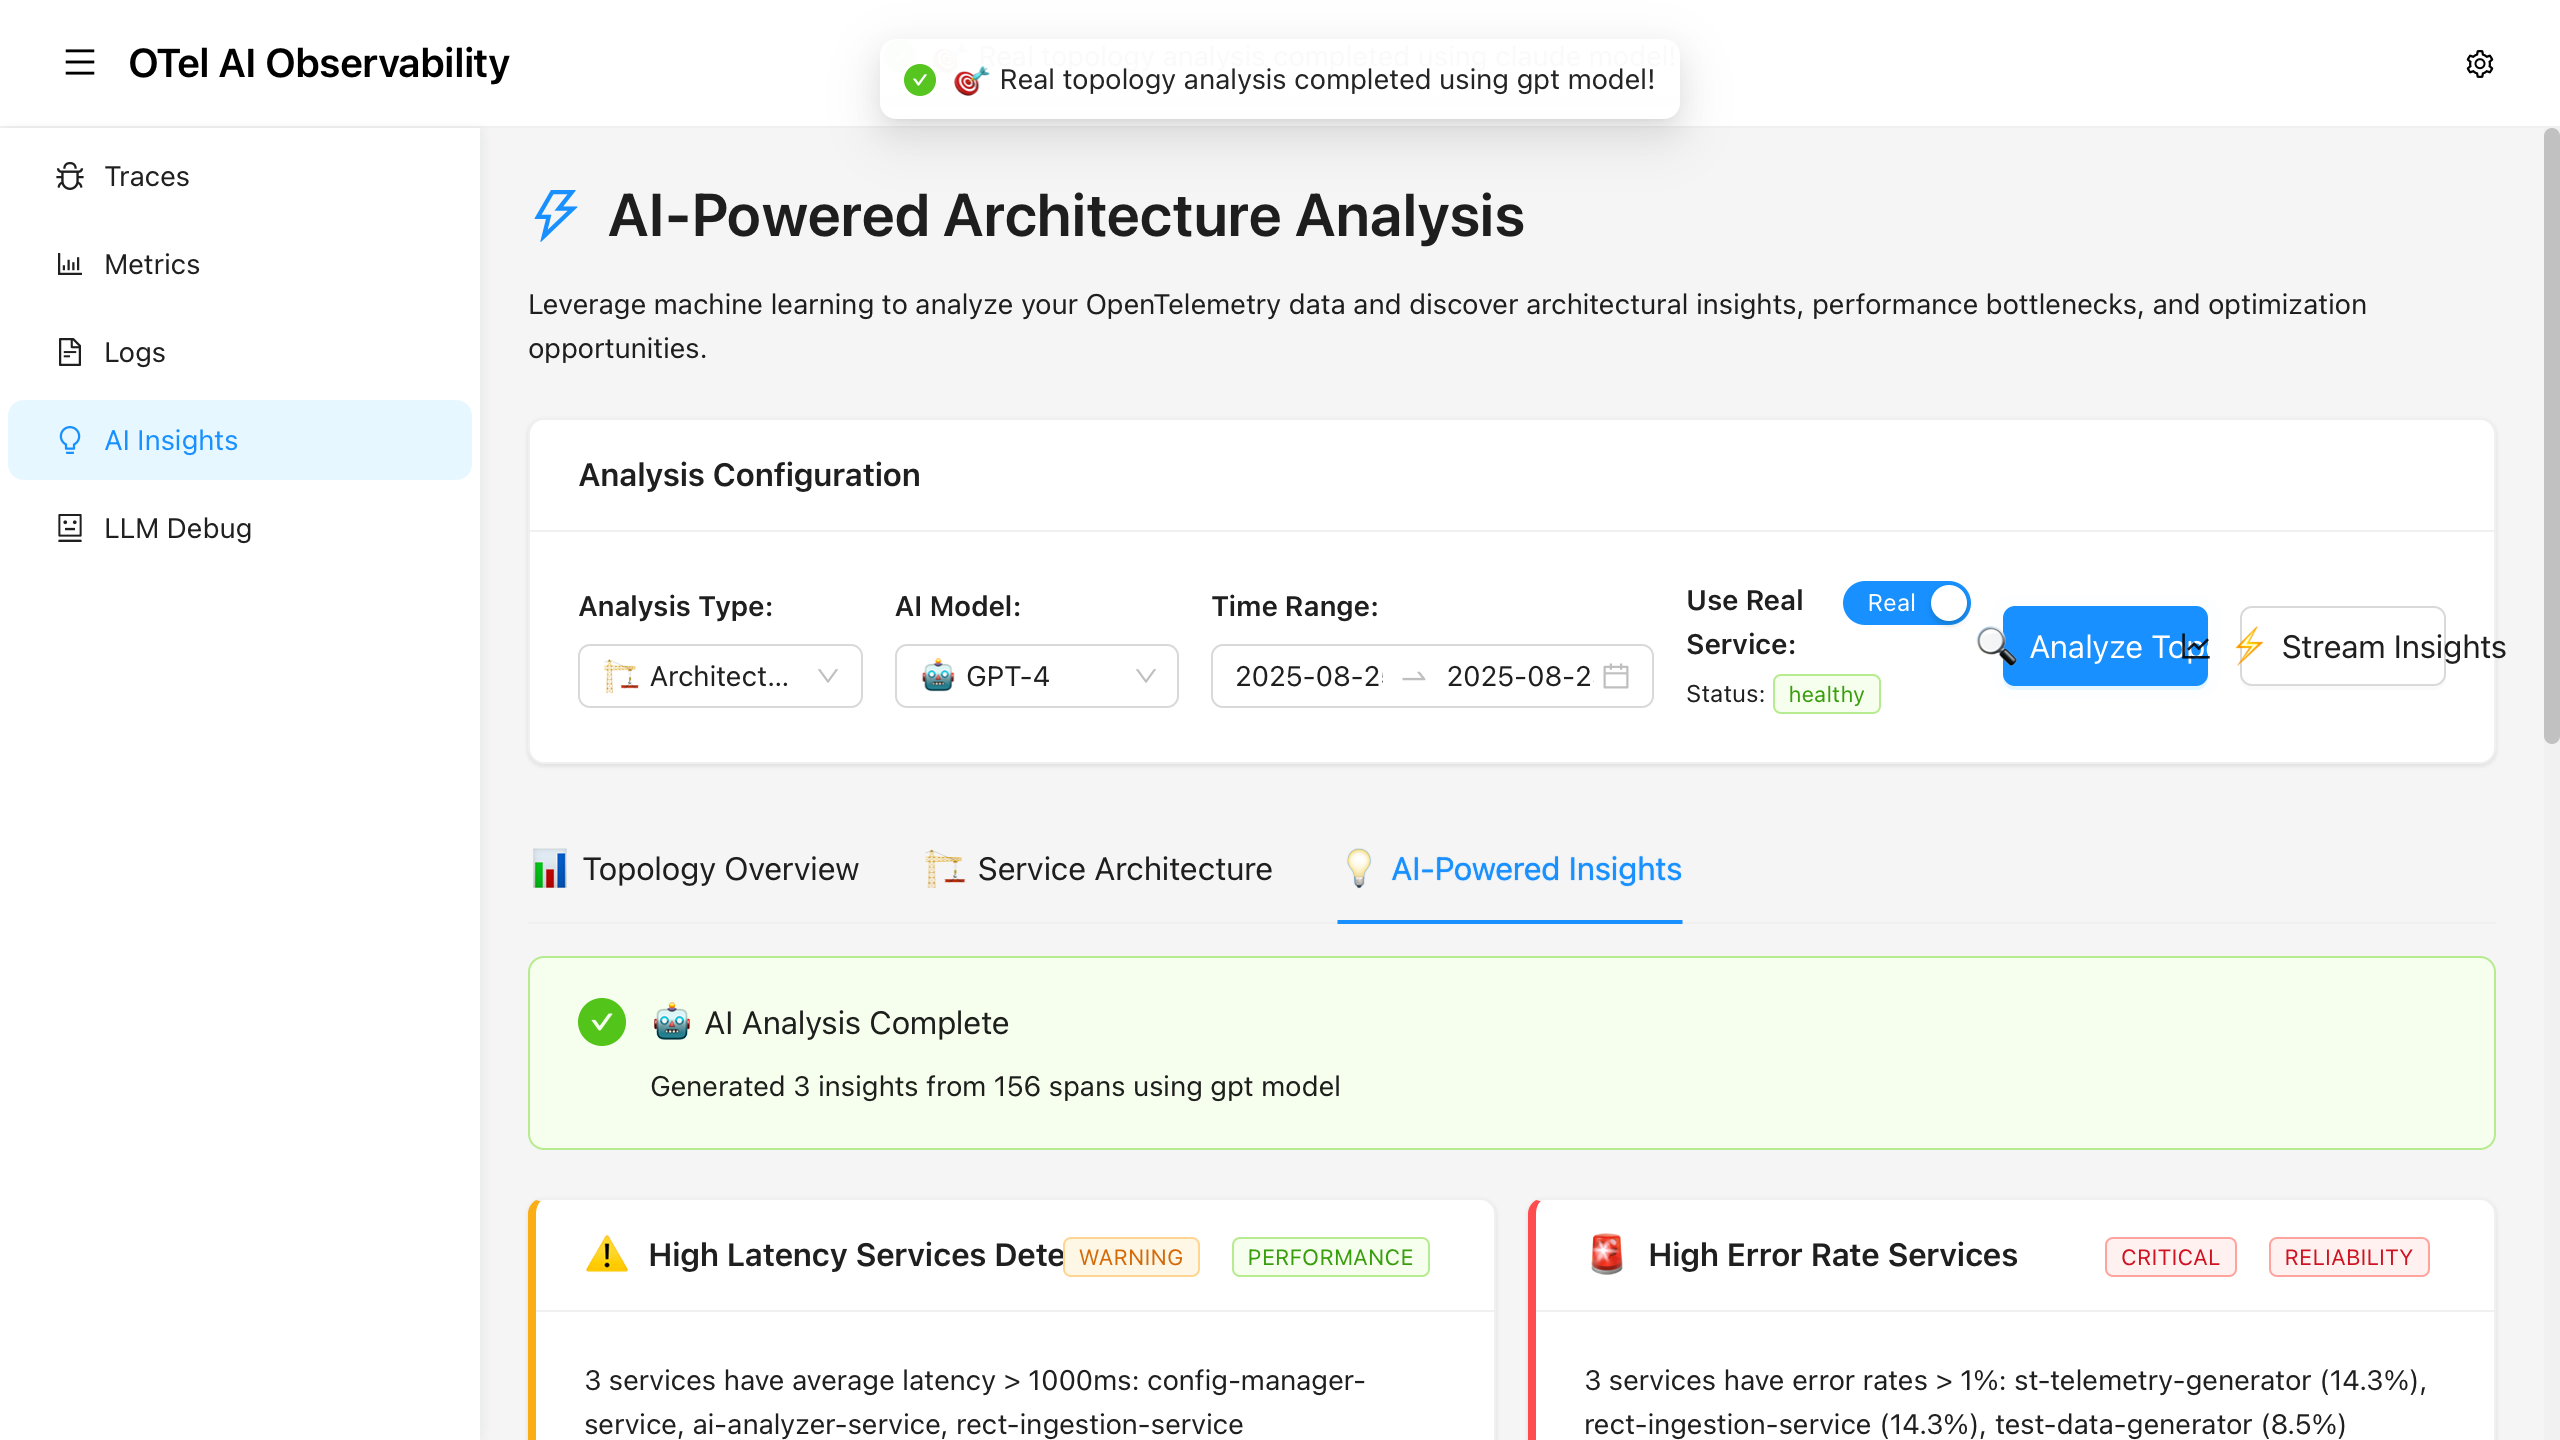 OTel AI Observability
Real topology analysis completed using claude model!
Real topology analysis completed using gpt model!
Traces
Metrics
Logs
AI Insights
LLM Debug
AI-Powered Architecture Analysis
Leverage machine learning to analyze your OpenTelemetry data and discover architectural insights, performance bottlenecks, and optimization
opportunities.
Analysis Configuration
Analysis Type:
Architect...
AI Model:
GPT-4
Time Range:
2025-08-2
2025-08-2
Use Real
Service:
Real
Status: healthy
Analyze Top
Stream Insights
Topology Overview
Service Architecture
AI-Powered Insights
AI Analysis Complete
Generated 3 insights from 156 spans using gpt model
High Latency Services Dete
WARNING
PERFORMANCE
3 services have average latency > 1000ms: config-manager-
service, ai-analyzer-service, rect-ingestion-service
High Error Rate Services
CRITICAL
RELIABILITY
3 services have error rates > 1%: st-telemetry-generator (14.3%),
rect-ingestion-service (14.3%), test-data-generator (8.5%)